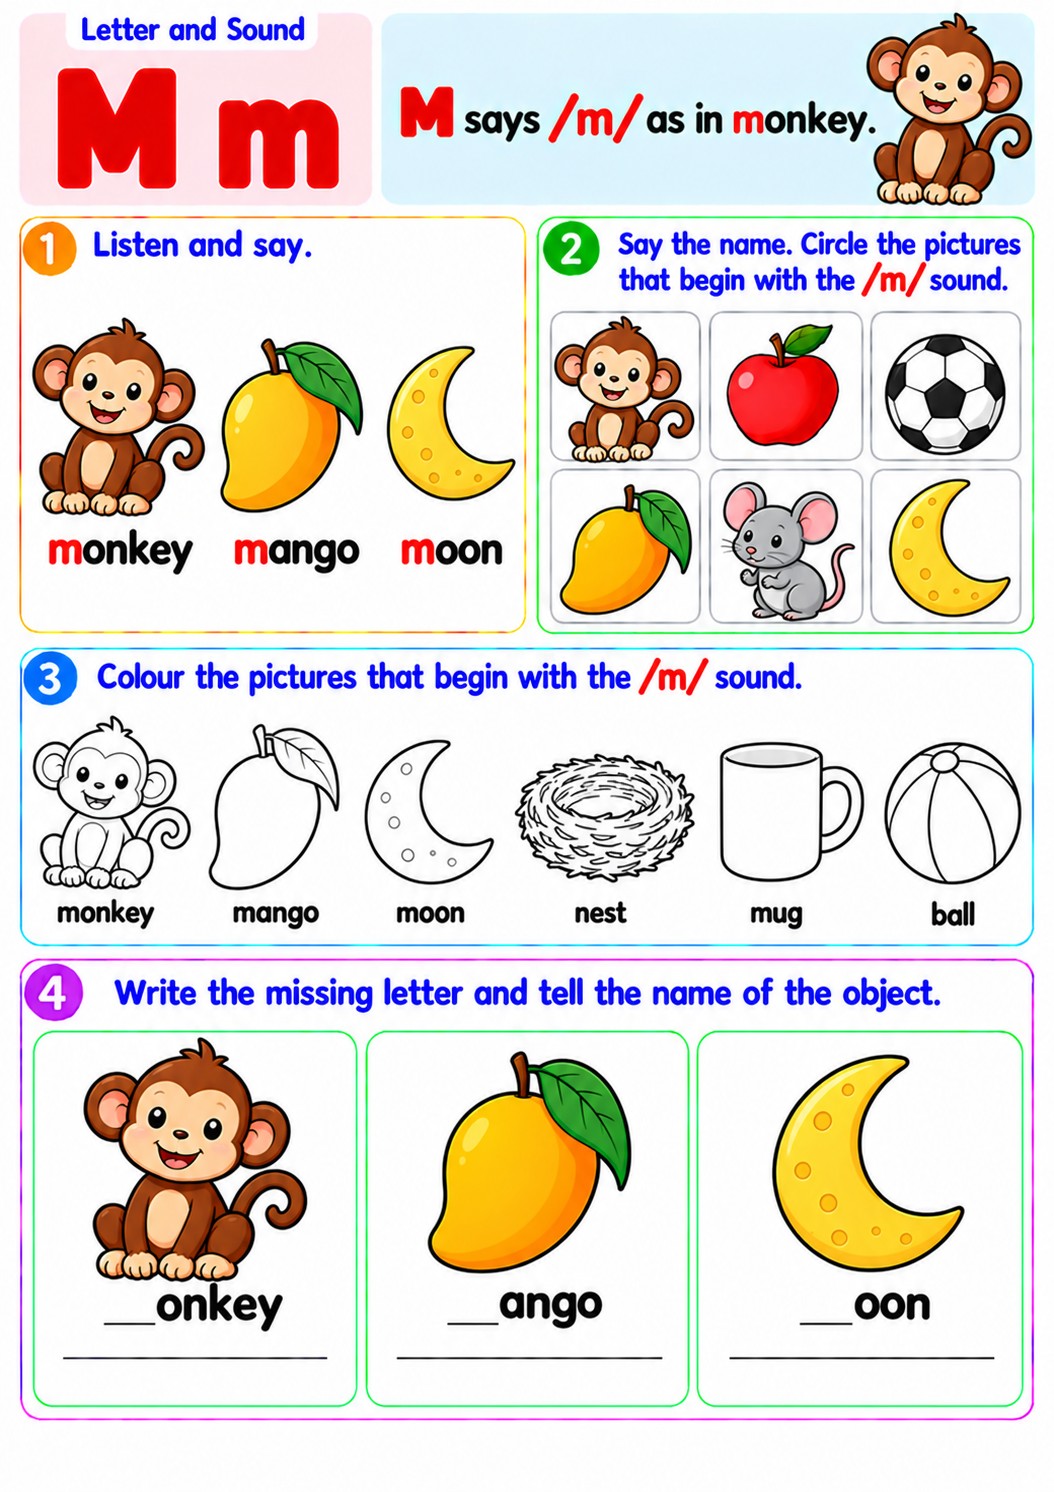 Letter and Sound
M m
M says /m/ as in monkey.
1 Listen and say.
monkey mango moon
2 Say the name. Circle the pictures
that begin with the /m/ sound.
3 Colour the pictures that begin with the /m/ sound.
monkey mango moon nest mug ball
4 Write the missing letter and tell the name of the object.
__onkey __ango __oon